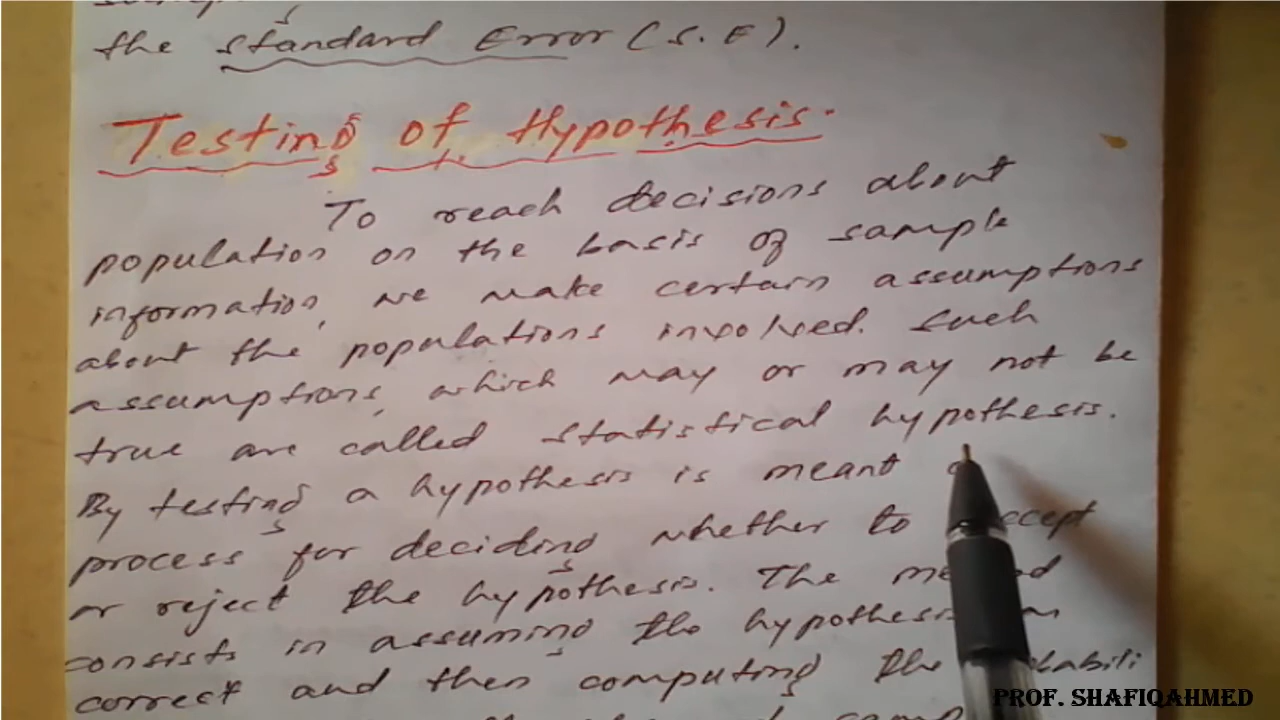 the Standard Error (S.E).
Testing of Hypothesis.
To reach decisions about
population on the basis of sample
information, we make certain assumptions
about the populations involved. Such
assumptions, which may or may not be
true are called statistical hypothesis.
By testing a hypothesis is meant
process for deciding whether to
or reject the hypothesis. The
consists in assuming the hypothesis
correct and then computing the
PROF. SHAFIQAHMED